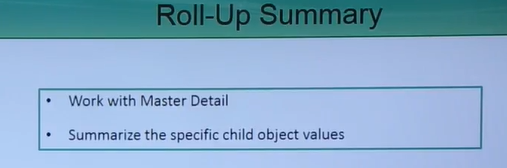 Roll-Up Summary
• Work with Master Detail
• Summarize the specific child object values